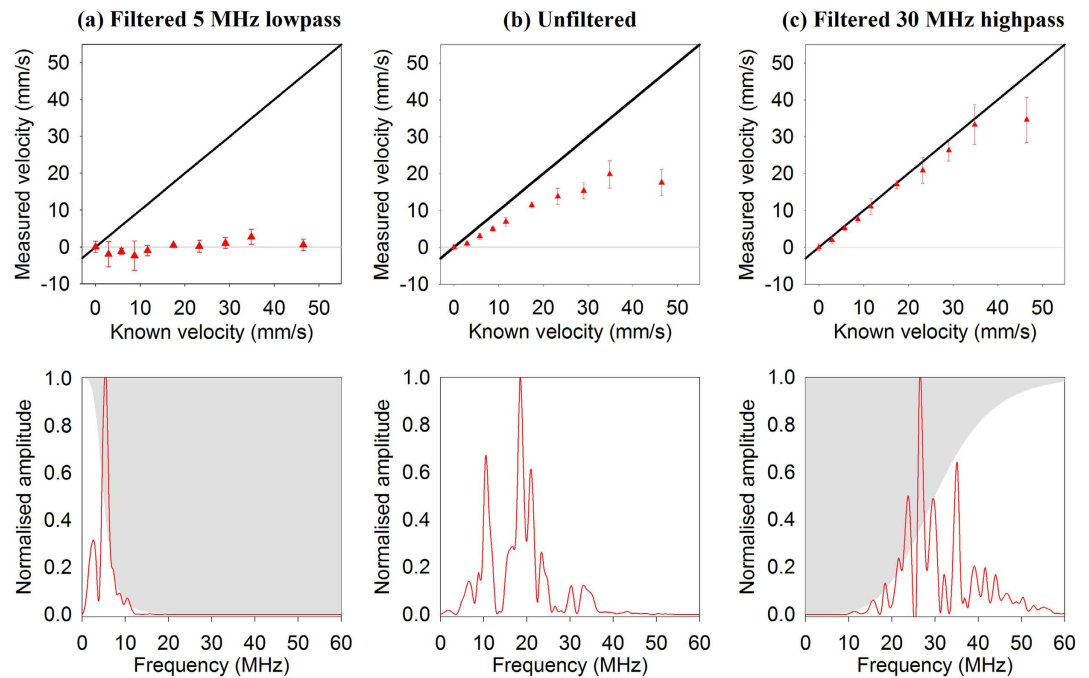 (a) Filtered 5 MHz lowpass
(b) Unfiltered
(c) Filtered 30 MHz highpass
Measured velocity (mm/s)
50
40
30
20
10
0
-10
0 10 20 30 40 50
Known velocity (mm/s)
Measured velocity (mm/s)
50
40
30
20
10
0
-10
0 10 20 30 40 50
Known velocity (mm/s)
Measured velocity (mm/s)
50
40
30
20
10
0
-10
0 10 20 30 40 50
Known velocity (mm/s)
Normalised amplitude
1.0
0.8
0.6
0.4
0.2
0.0
0 10 20 30 40 50 60
Frequency (MHz)
Normalised amplitude
1.0
0.8
0.6
0.4
0.2
0.0
0 10 20 30 40 50 60
Frequency (MHz)
Normalised amplitude
1.0
0.8
0.6
0.4
0.2
0.0
0 10 20 30 40 50 60
Frequency (MHz)